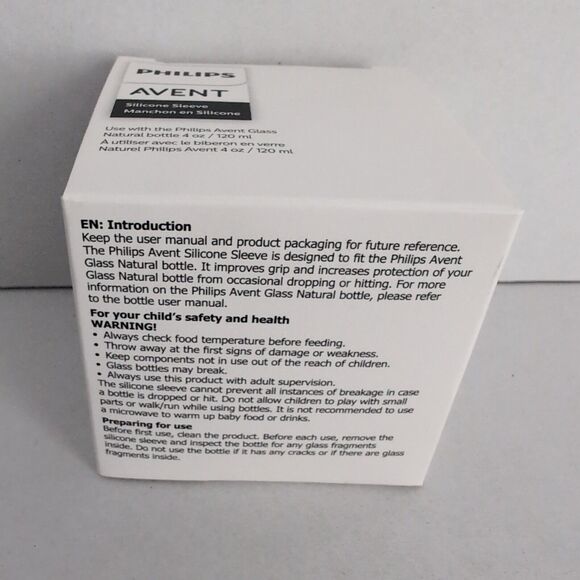 PHILIPS
AVENT
Silicone Sleeve
Manchon en Silicone
Use with the Philips Avent Glass
Natural bottle 4 oz / 120 ml
À utiliser avec le biberon en verre
Naturel Philips Avent 4 oz / 120 ml
EN: Introduction
Keep the user manual and product packaging for future reference.
The Philips Avent Silicone Sleeve is designed to fit the Philips Avent
Glass Natural bottle. It improves grip and increases protection of your
Glass Natural bottle from occasional dropping or hitting. For more
information on the Philips Avent Glass Natural bottle, please refer
to the bottle user manual.
For your child's safety and health
WARNING!
• Always check food temperature before feeding.
• Throw away at the first signs of damage or weakness.
• Keep components not in use out of the reach of children.
• Glass bottles may break.
• Always use this product with adult supervision.
The silicone sleeve cannot prevent all instances of breakage in case
a bottle is dropped or hit. Do not allow children to play with small
parts or walk/run while using bottles. It is not recommended to use
a microwave to warm up baby food or drinks.
Preparing for use
Before first use, clean the product. Before each use, remove the
silicone sleeve and inspect the bottle for any glass fragments
inside. Do not use the bottle if it has any cracks or if there are glass
fragments inside.